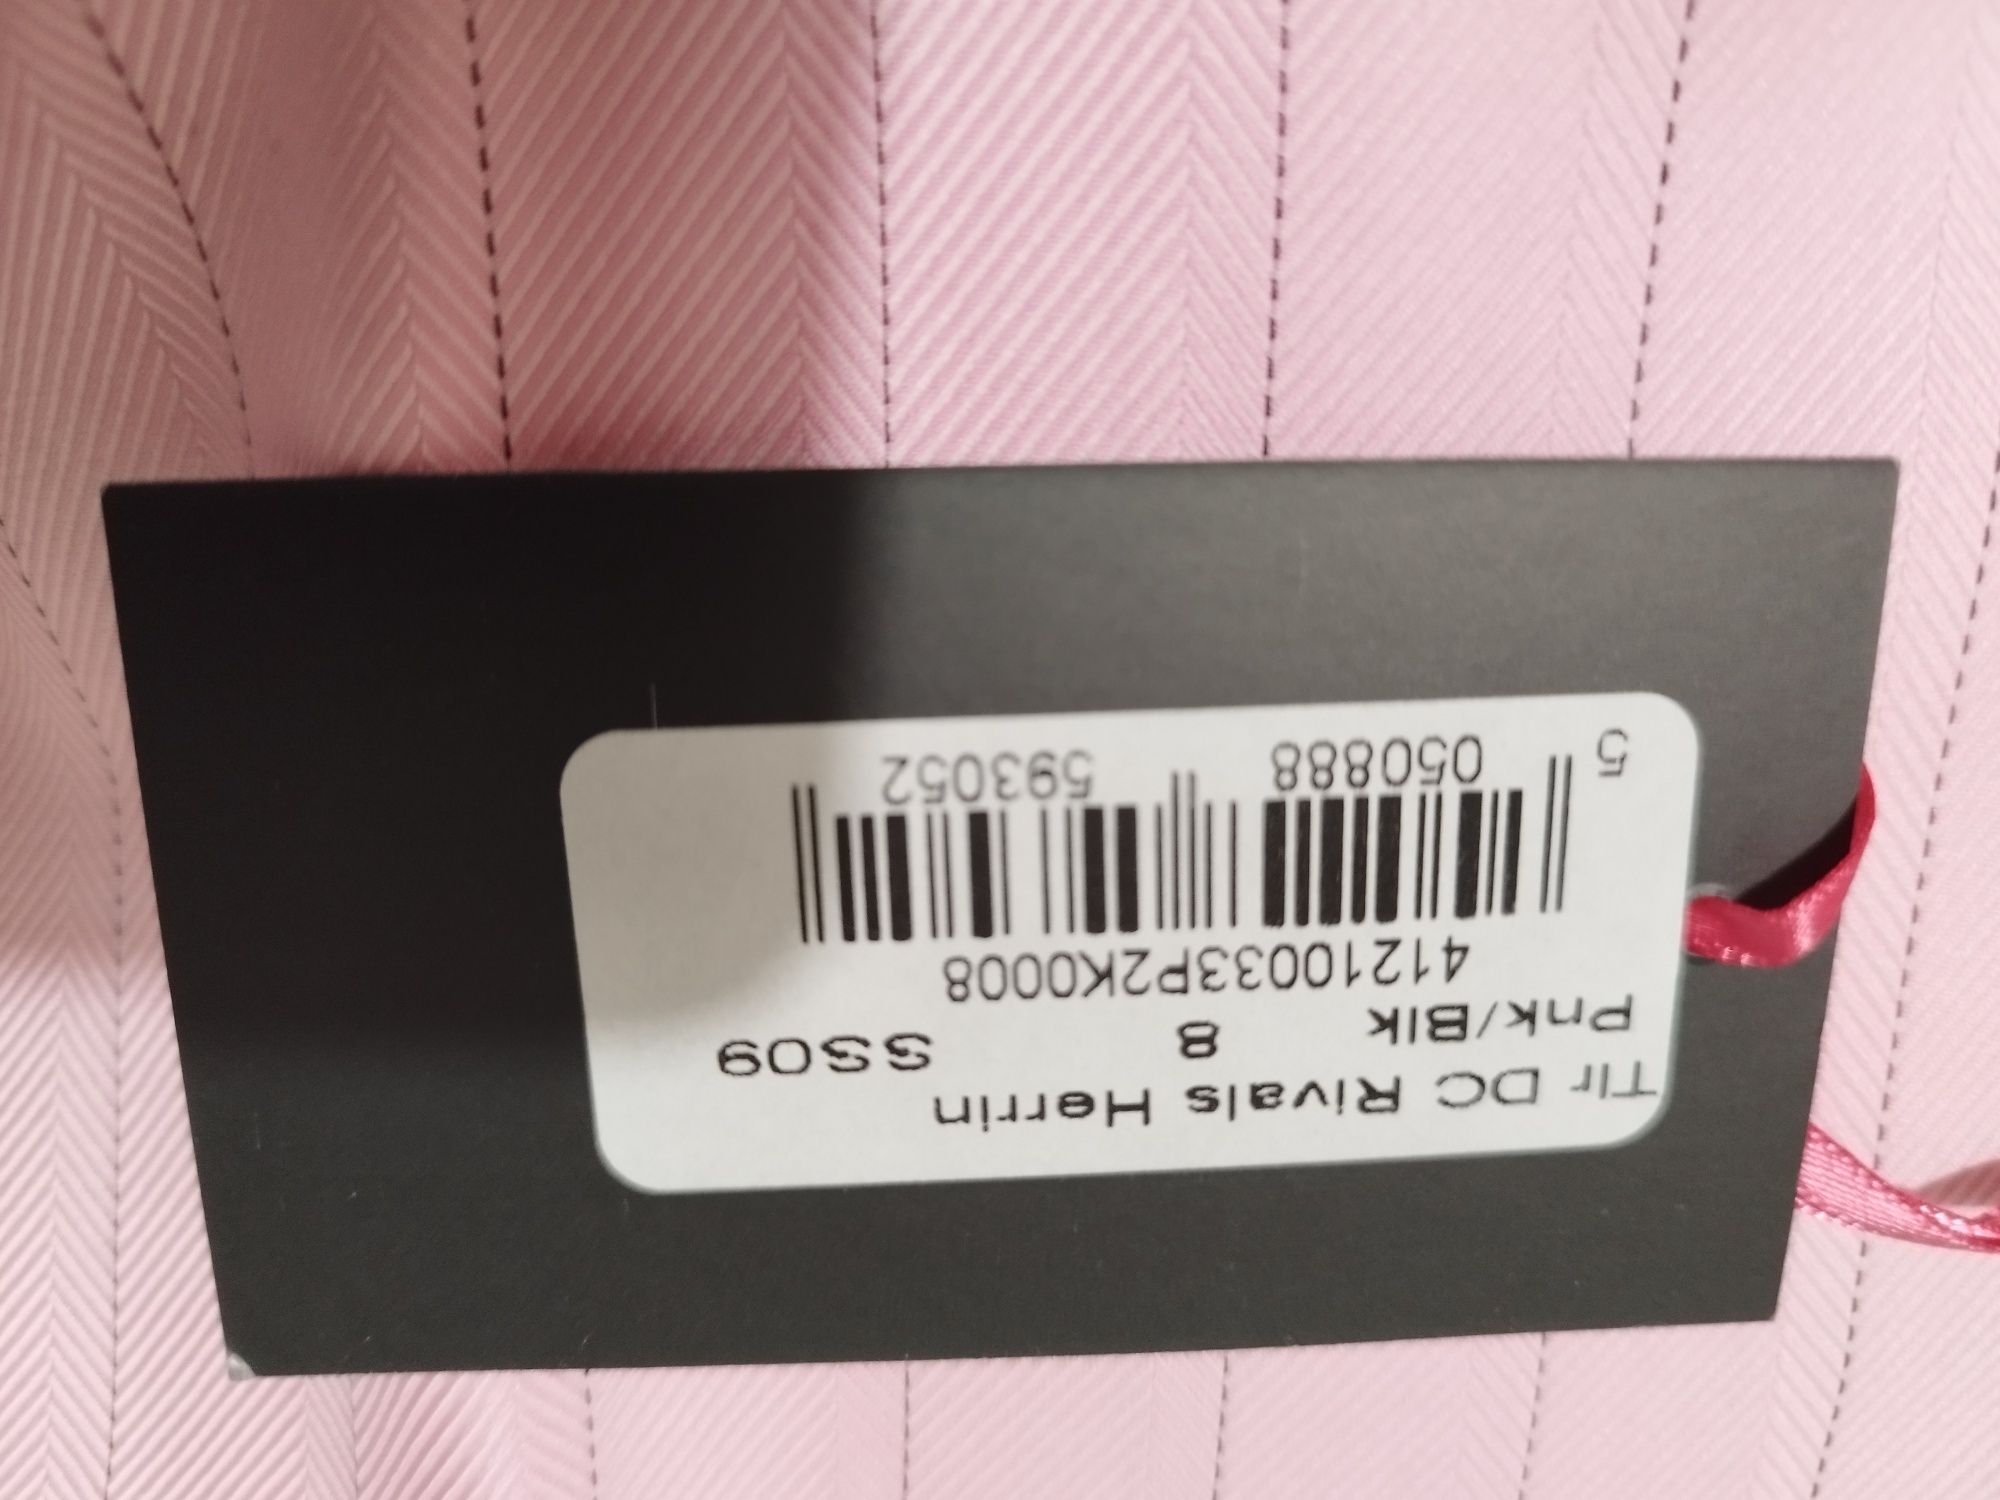 Tlr DC Rivals Herrin
Pnk/Blk 8 SS09
41210033P2K0008
5 050888 593052